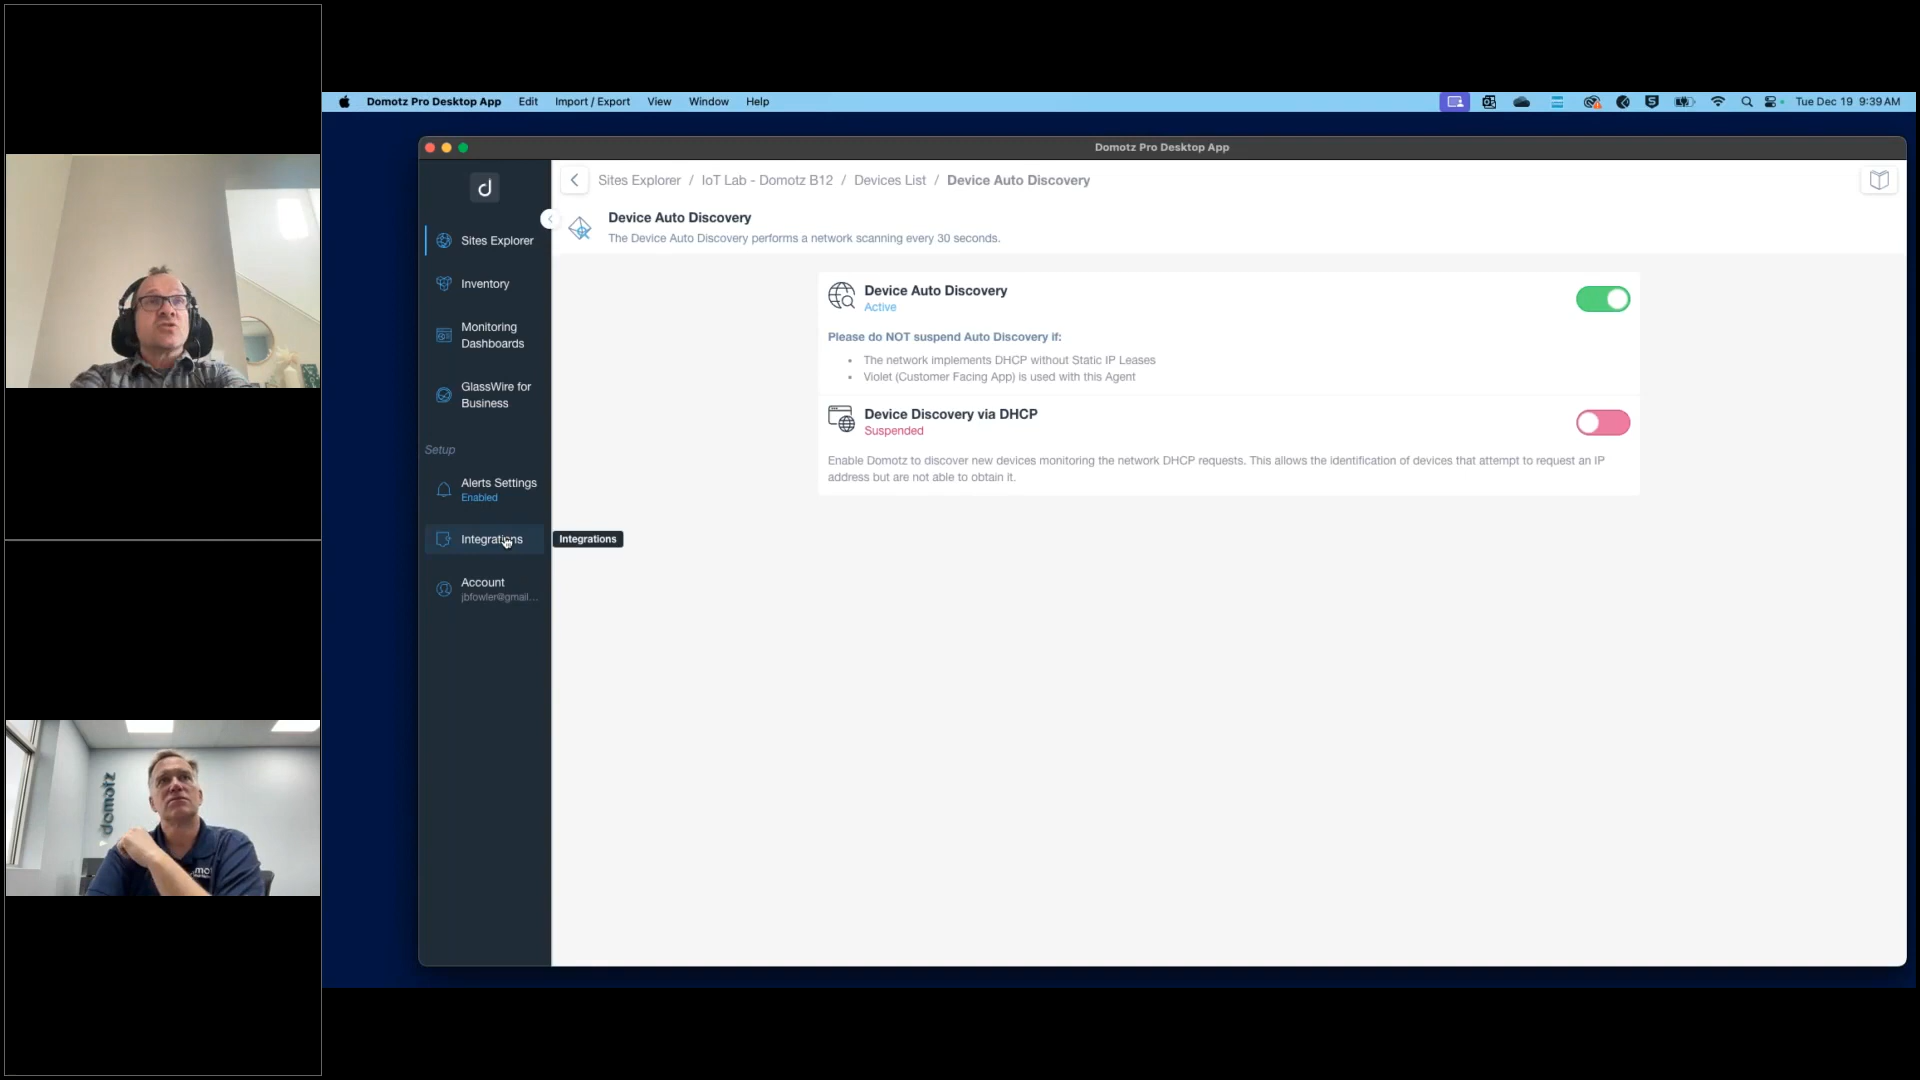 Domotz Pro Desktop App Edit Import / Export View Window Help Tue Dec 19 9:39 AM
Domotz Pro Desktop App
Sites Explorer / IoT Lab - Domotz B12 / Devices List / Device Auto Discovery
Device Auto Discovery
The Device Auto Discovery performs a network scanning every 30 seconds.
Sites Explorer
Inventory
Monitoring
Dashboards
GlassWire for
Business
Setup
Alerts Settings
Enabled
Integrations
Integrations
Account
jbfowler@gmail...
Device Auto Discovery
Active
Please do NOT suspend Auto Discovery if:
• The network implements DHCP without Static IP Leases
• Violet (Customer Facing App) is used with this Agent
Device Discovery via DHCP
Suspended
Enable Domotz to discover new devices monitoring the network DHCP requests. This allows the identification of devices that attempt to request an IP
address but are not able to obtain it.
domotz